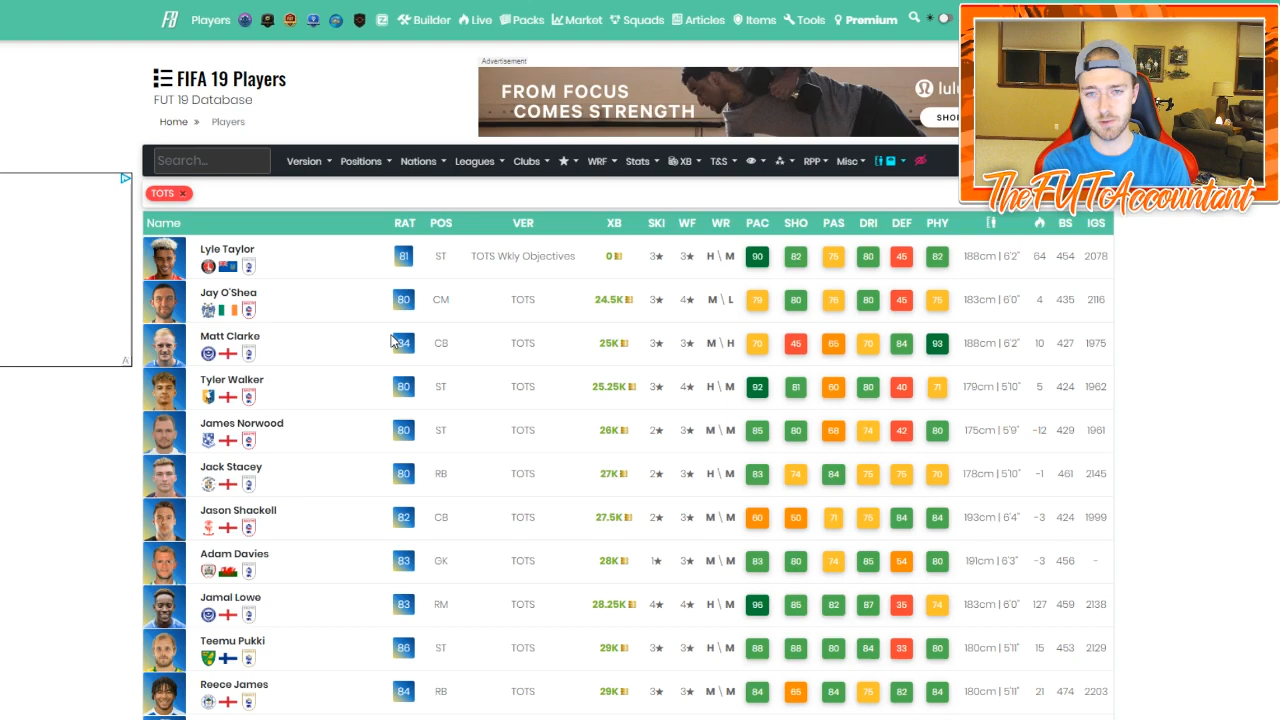 Players Builder Live Packs Market Squads Articles Items Tools Premium
Advertisement
FIFA 19 Players
FUT 19 Database
Home » Players
FROM FOCUS
COMES STRENGTH
Search... Version Positions Nations Leagues Clubs WRF Stats XB T&S RPP Misc
TOTS ×
Name RAT POS VER XB SKI WF WR PAC SHO PAS DRI DEF PHY BS IGS
Lyle Taylor 81 ST TOTS Wkly Objectives 0 3★ 3★ H \ M 90 82 75 80 45 82 188cm | 6'2" 64 454 2078
Jay O'Shea 80 CM TOTS 24.5K 3★ 4★ M \ L 79 80 76 80 45 75 183cm | 6'0" 4 435 2116
Matt Clarke 34 CB TOTS 25K 3★ 3★ M \ H 70 45 65 70 84 93 188cm | 6'2" 10 427 1975
Tyler Walker 80 ST TOTS 25.25K 3★ 4★ H \ M 92 81 60 80 40 71 179cm | 5'10" 5 424 1962
James Norwood 80 ST TOTS 26K 2★ 3★ M \ M 85 80 68 74 42 80 175cm | 5'9" -12 429 1961
Jack Stacey 80 RB TOTS 27K 2★ 3★ H \ M 83 74 84 75 75 70 178cm | 5'10" -1 461 2145
Jason Shackell 82 CB TOTS 27.5K 2★ 3★ M \ M 60 50 71 75 84 84 193cm | 6'4" -3 424 1999
Adam Davies 83 GK TOTS 28K 1★ 3★ M \ M 83 80 74 85 54 80 191cm | 6'3" -3 456 -
Jamal Lowe 83 RM TOTS 28.25K 4★ 4★ H \ M 96 85 82 87 35 74 183cm | 6'0" 127 459 2138
Teemu Pukki 86 ST TOTS 29K 3★ 3★ H \ M 88 88 80 84 33 80 180cm | 5'11" 15 453 2129
Reece James 84 RB TOTS 29K 3★ 3★ M \ M 84 65 84 75 82 84 180cm | 5'11" 21 474 2203
TheFUTAccountant